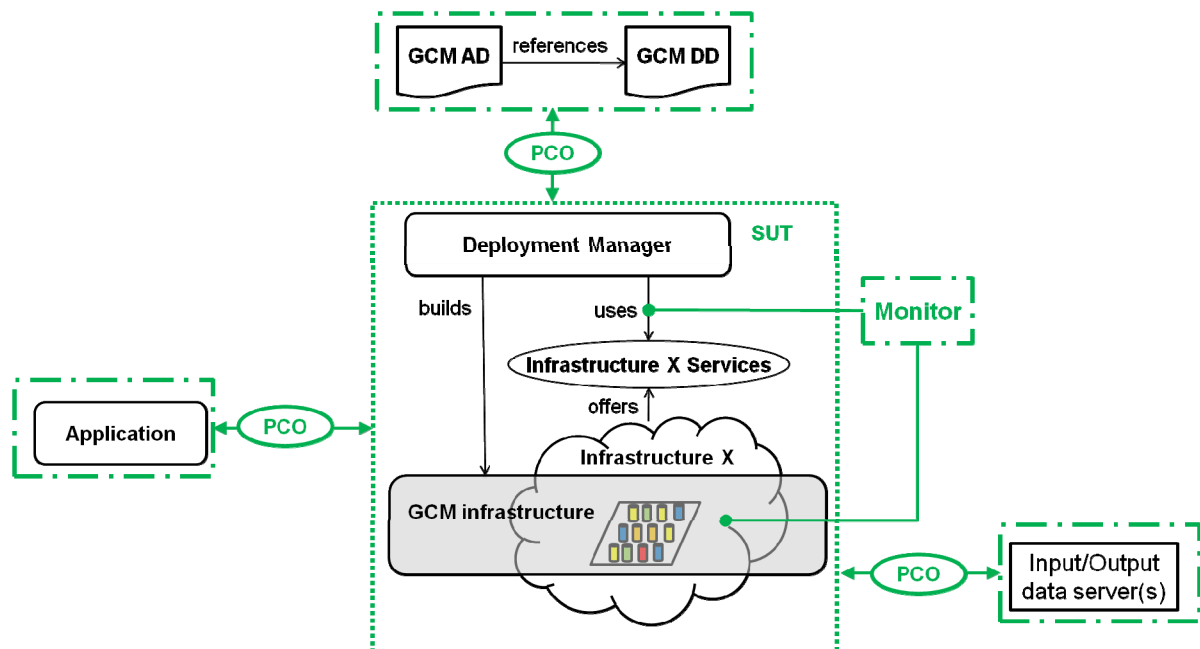 GCM AD
references
GCM DD
PCO
SUT
Deployment Manager
builds
uses
Monitor
Infrastructure X Services
offers
Application
PCO
Infrastructure X
GCM infrastructure
PCO
Input/Output
data server(s)